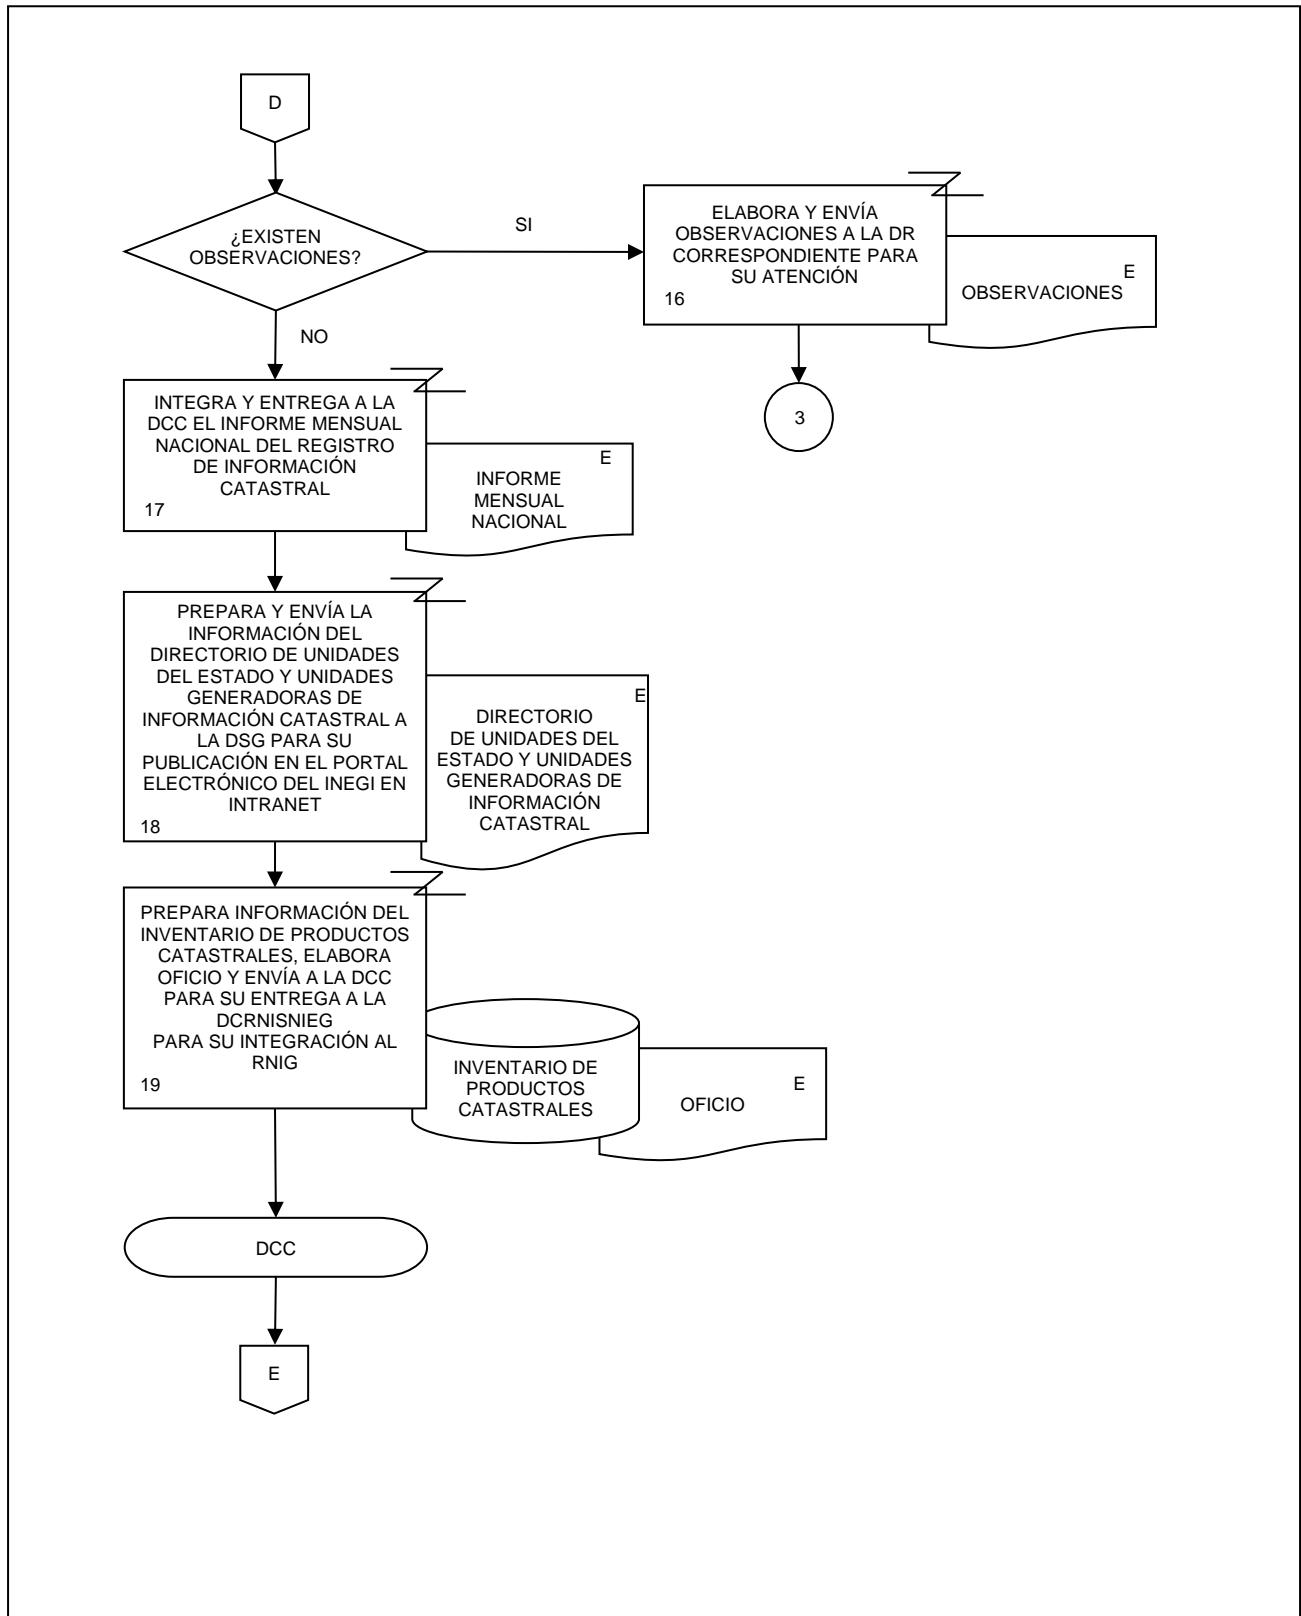 D
¿EXISTEN
OBSERVACIONES?
SI
ELABORA Y ENVÍA
OBSERVACIONES A LA DR
CORRESPONDIENTE PARA
SU ATENCIÓN
16
E
OBSERVACIONES
NO
3
INTEGRA Y ENTREGA A LA
DCC EL INFORME MENSUAL
NACIONAL DEL REGISTRO
DE INFORMACIÓN
CATASTRAL
17
E
INFORME
MENSUAL
NACIONAL
PREPARA Y ENVÍA LA
INFORMACIÓN DEL
DIRECTORIO DE UNIDADES
DEL ESTADO Y UNIDADES
GENERADORAS DE
INFORMACIÓN CATASTRAL A
LA DSG PARA SU
PUBLICACIÓN EN EL PORTAL
ELECTRÓNICO DEL INEGI EN
INTRANET
18
E
DIRECTORIO
DE UNIDADES DEL
ESTADO Y UNIDADES
GENERADORAS DE
INFORMACIÓN
CATASTRAL
PREPARA INFORMACIÓN DEL
INVENTARIO DE PRODUCTOS
CATASTRALES, ELABORA
OFICIO Y ENVÍA A LA DCC
PARA SU ENTREGA A LA
DCRNISNIEG
PARA SU INTEGRACIÓN AL
RNIG
19
INVENTARIO DE
PRODUCTOS
CATASTRALES
E
OFICIO
DCC
E